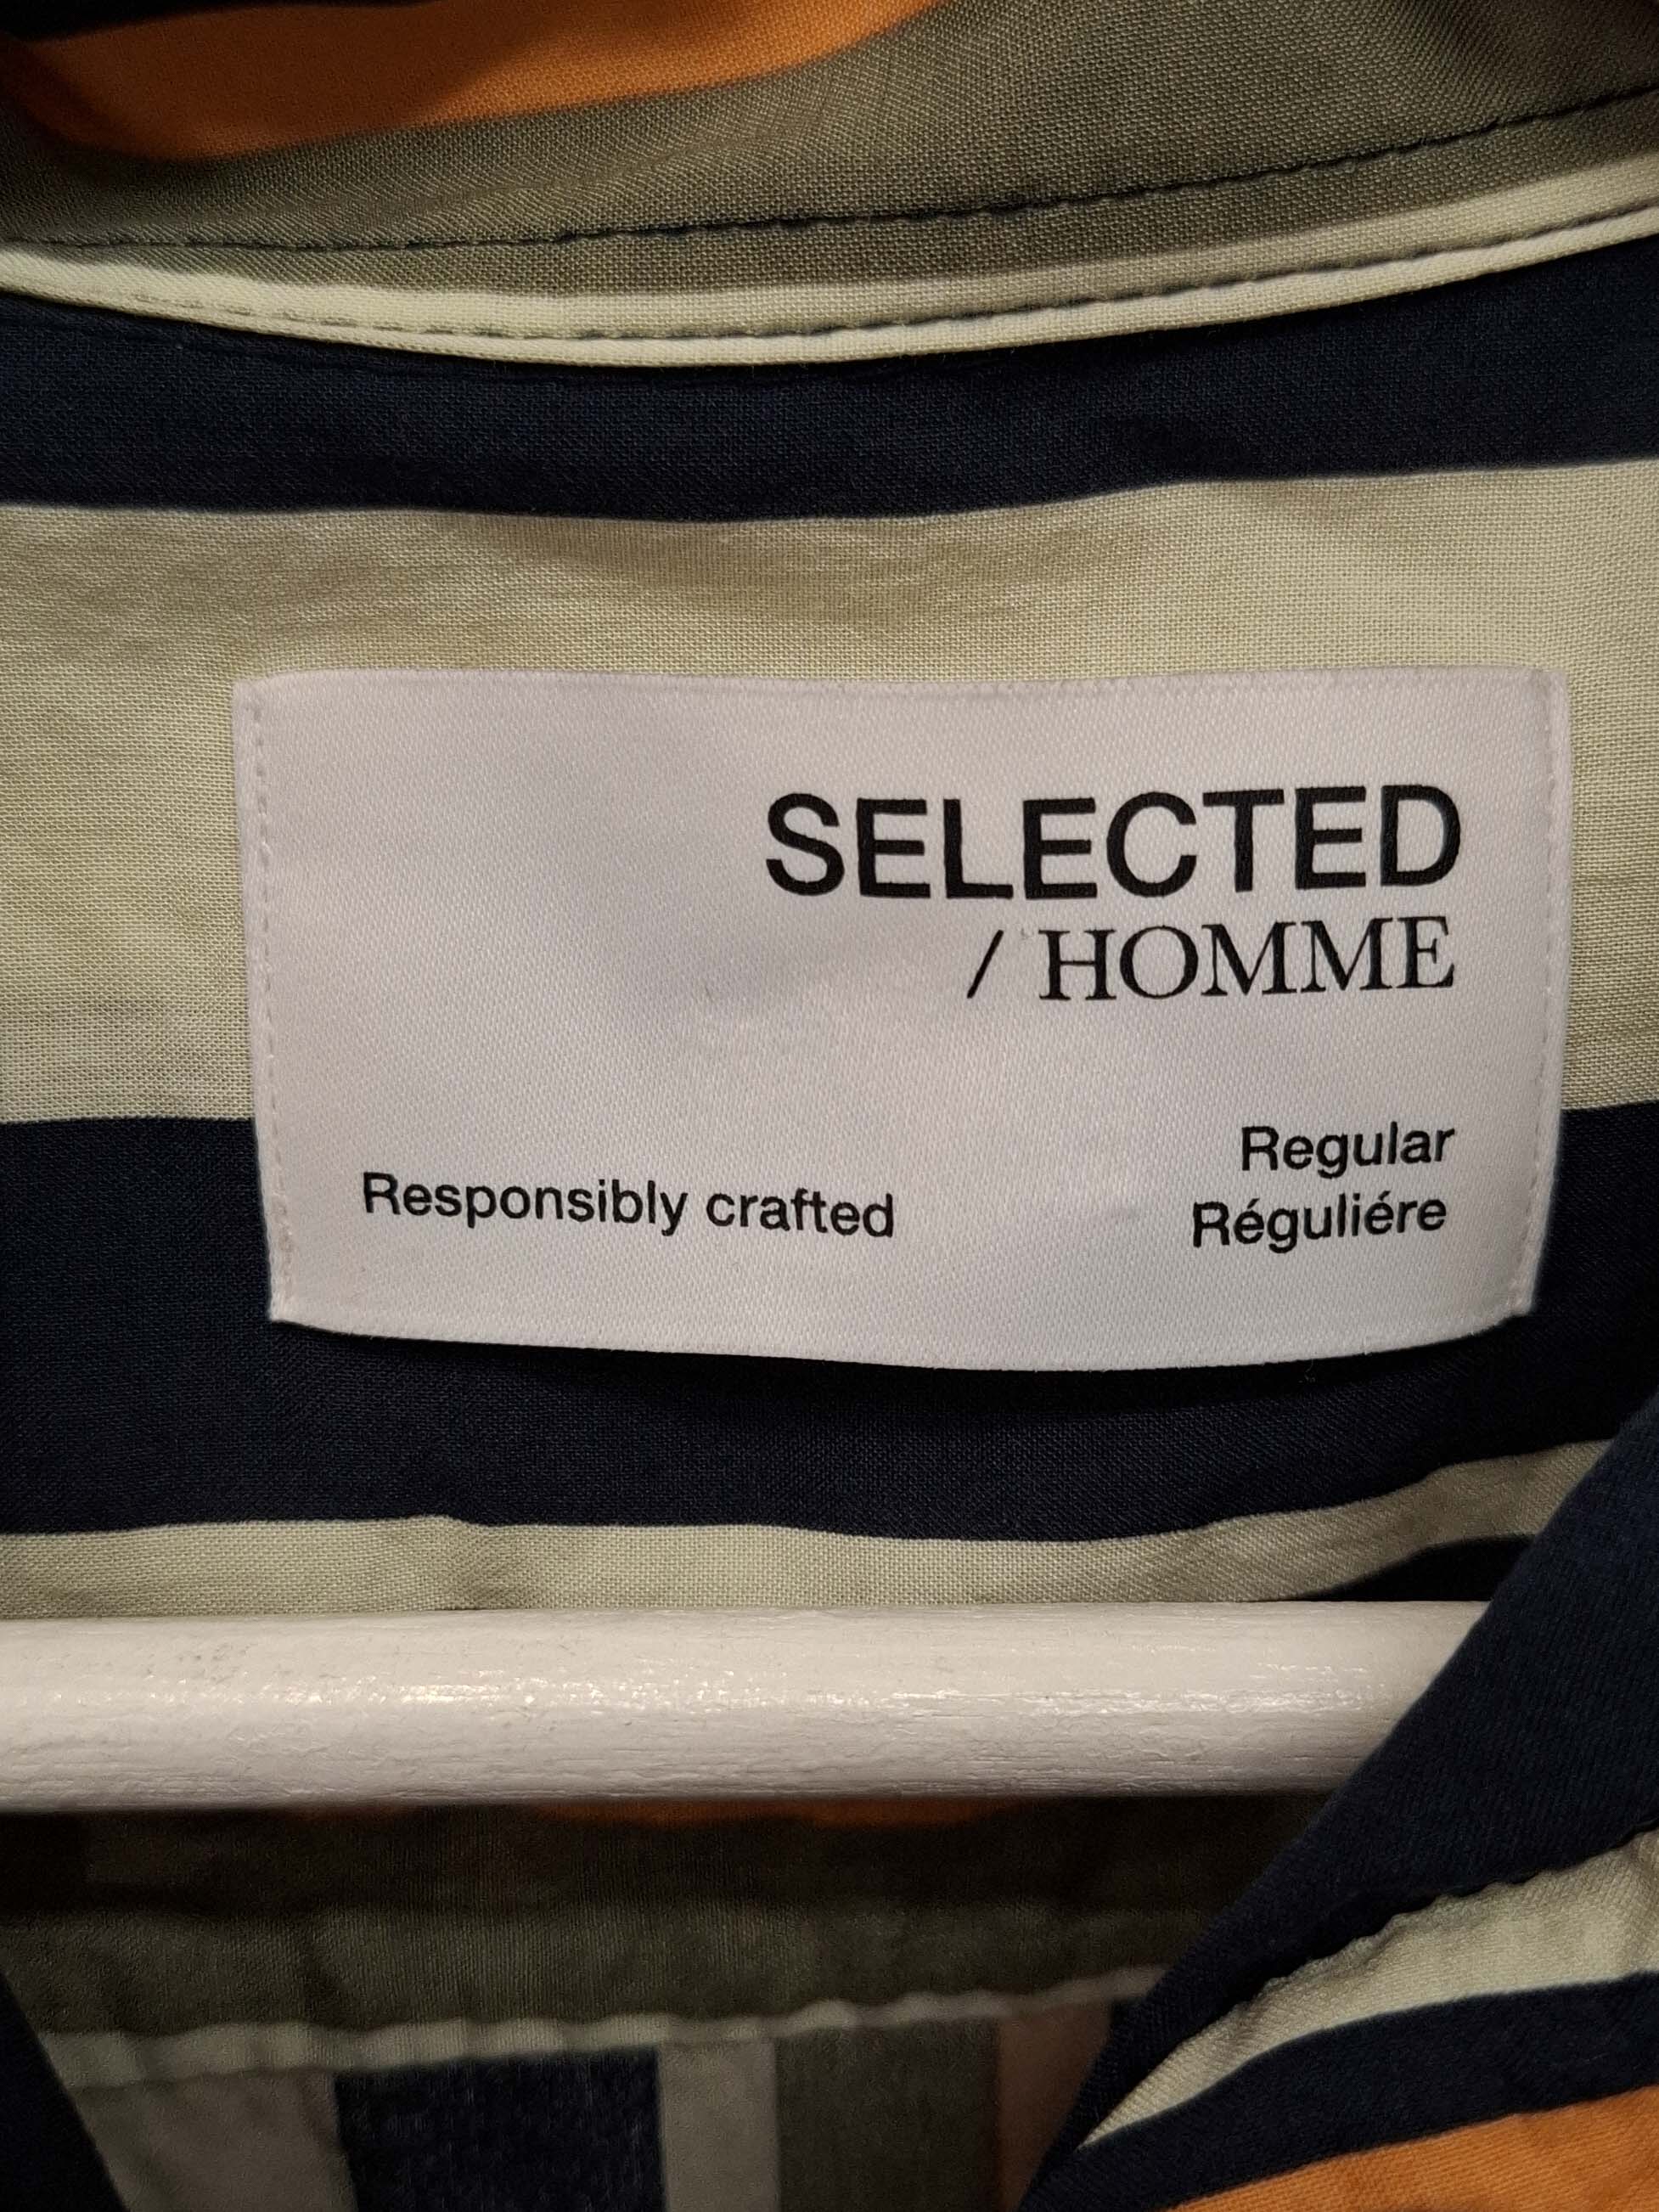 SELECTED
/ HOMME
Responsibly crafted
Regular
Réguliére